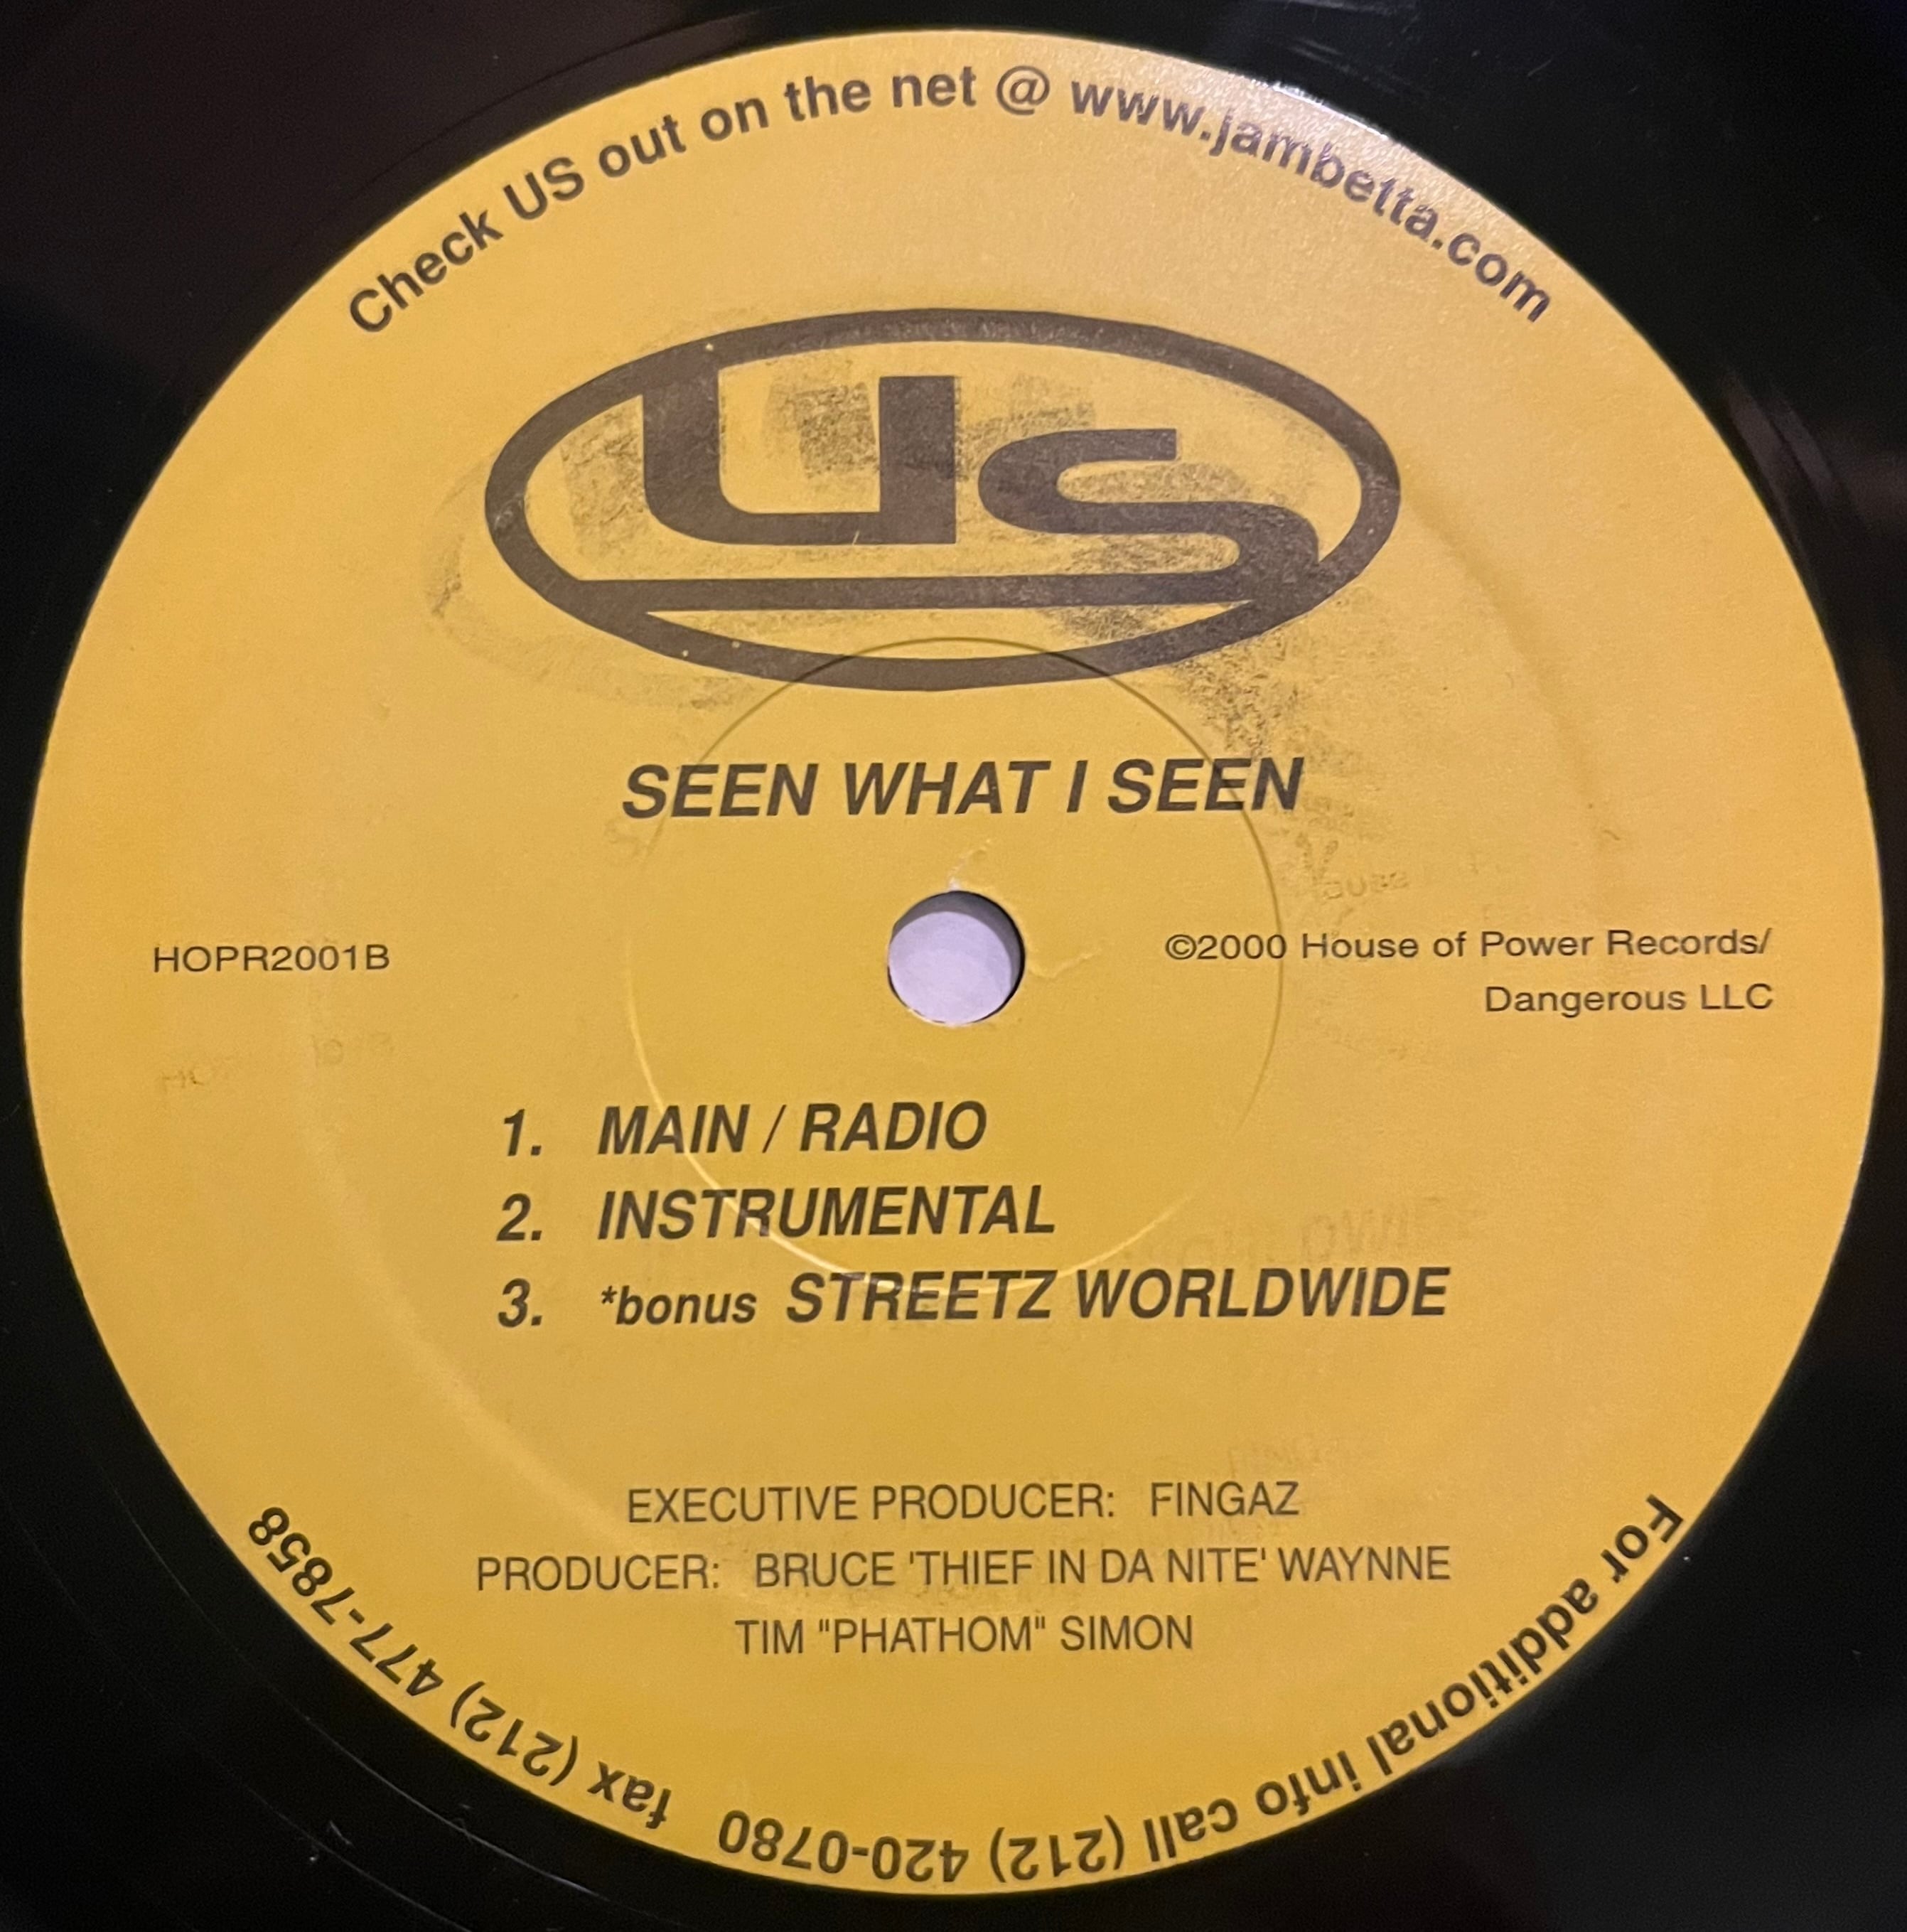 Check US out on the net @ www.jambetta.com
us
SEEN WHAT I SEEN
HOPR2001B
©2000 House of Power Records/
Dangerous LLC
1. MAIN / RADIO
2. INSTRUMENTAL
3. *bonus STREETZ WORLDWIDE
EXECUTIVE PRODUCER: FINGAZ
PRODUCER: BRUCE 'THIEF IN DA NITE' WAYNNE
TIM "PHATHOM" SIMON
For additional info call (212) 420-0780 fax (212) 477-7858